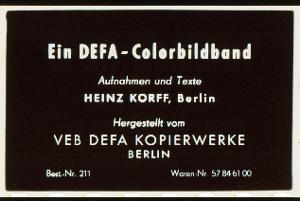 Ein DEFA-Colorbildband
Aufnahmen und Texte
HEINZ KORFF, Berlin
Hergestellt vom
VEB DEFA KOPIERWERKE
BERLIN
Best.-Nr. 211 Waren-Nr. 57 84 61 00